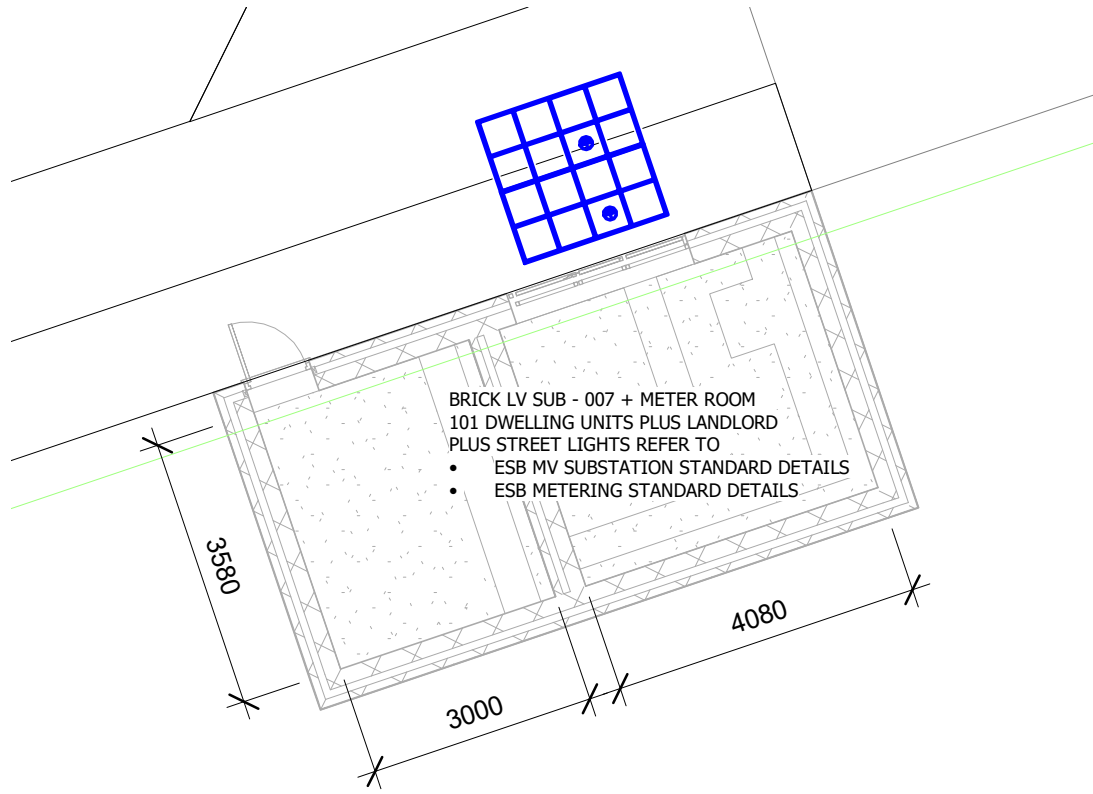 BRICK LV SUB - 007 + METER ROOM
101 DWELLING UNITS PLUS LANDLORD
PLUS STREET LIGHTS REFER TO
• ESB MV SUBSTATION STANDARD DETAILS
• ESB METERING STANDARD DETAILS
3580
4080
3000